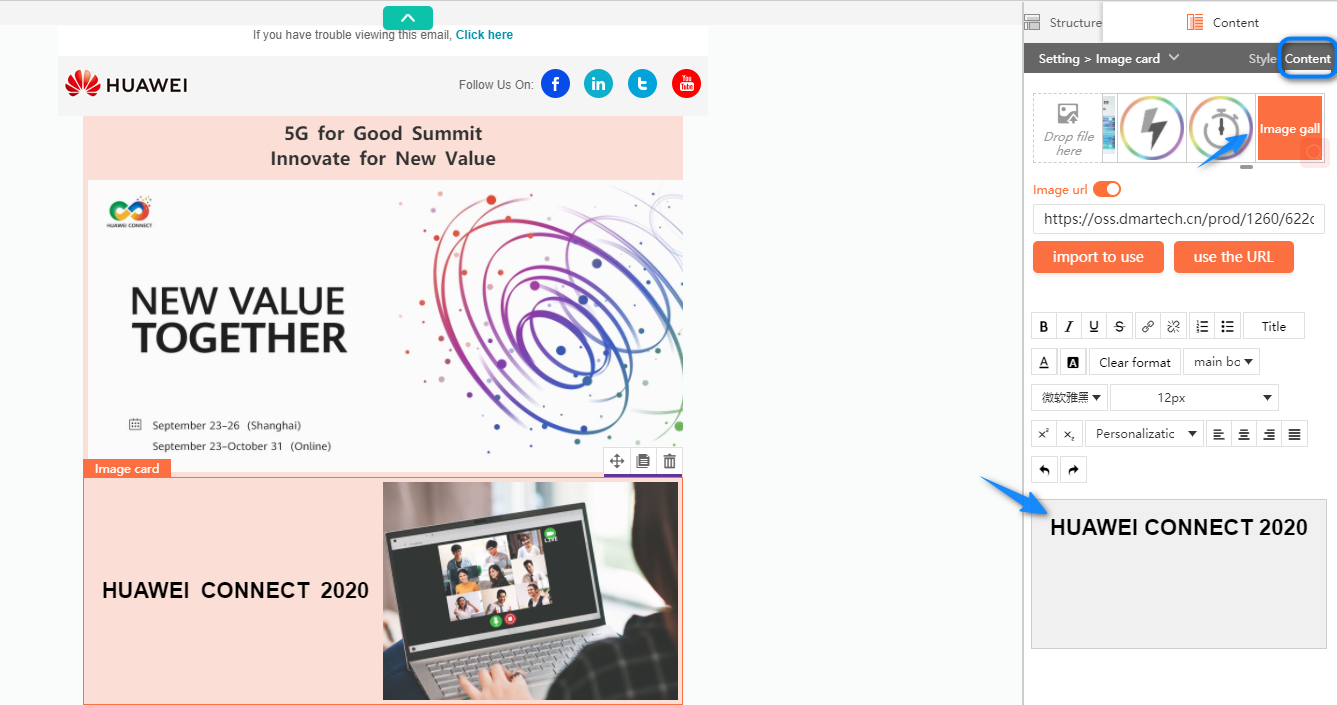 If you have trouble viewing this email, Click here
HUAWEI
Follow Us On:
You
Tube
5G for Good Summit
Innovate for New Value
HUAWEI CONNECT
NEW VALUE
TOGETHER
September 23–26 (Shanghai)
September 23–October 31 (Online)
Image card
HUAWEI CONNECT 2020
LIVE
Structure
Content
Setting > Image card
Style
Content
Drop file
here
Image gall
Image url
https://oss.dmartech.cn/prod/1260/622c
import to use
use the URL
B I U S
Title
A A Clear format main bo
微软雅黑 12px
x² x₂ Personalizatic
HUAWEI CONNECT 2020